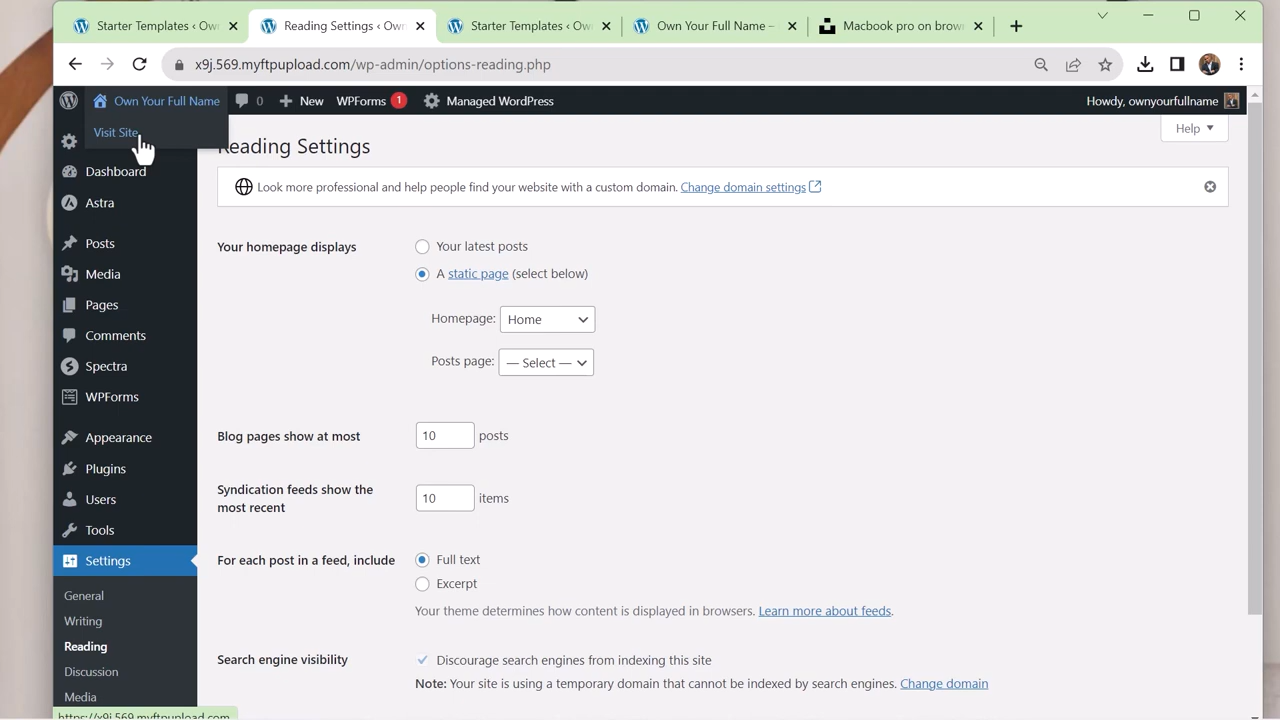 Starter Templates ‹ Own
Reading Settings ‹ Own
Starter Templates ‹ Own
Own Your Full Name –
Macbook pro on brow
x9j.569.myftpupload.com/wp-admin/options-reading.php
Own Your Full Name
0
New
WPForms 1
Managed WordPress
Howdy, ownyourfullname
Visit Site
Help
Reading Settings
Look more professional and help people find your website with a custom domain. Change domain settings
Dashboard
Astra
Posts
Media
Pages
Comments
Spectra
WPForms
Appearance
Plugins
Users
Tools
Settings
General
Writing
Reading
Discussion
Media
Your homepage displays
Your latest posts
A static page (select below)
Homepage: Home
Posts page: — Select —
Blog pages show at most
10 posts
Syndication feeds show the
most recent
10 items
For each post in a feed, include
Full text
Excerpt
Your theme determines how content is displayed in browsers. Learn more about feeds.
Search engine visibility
Discourage search engines from indexing this site
Note: Your site is using a temporary domain that cannot be indexed by search engines. Change domain
https://x9j.569.myftpupload.com